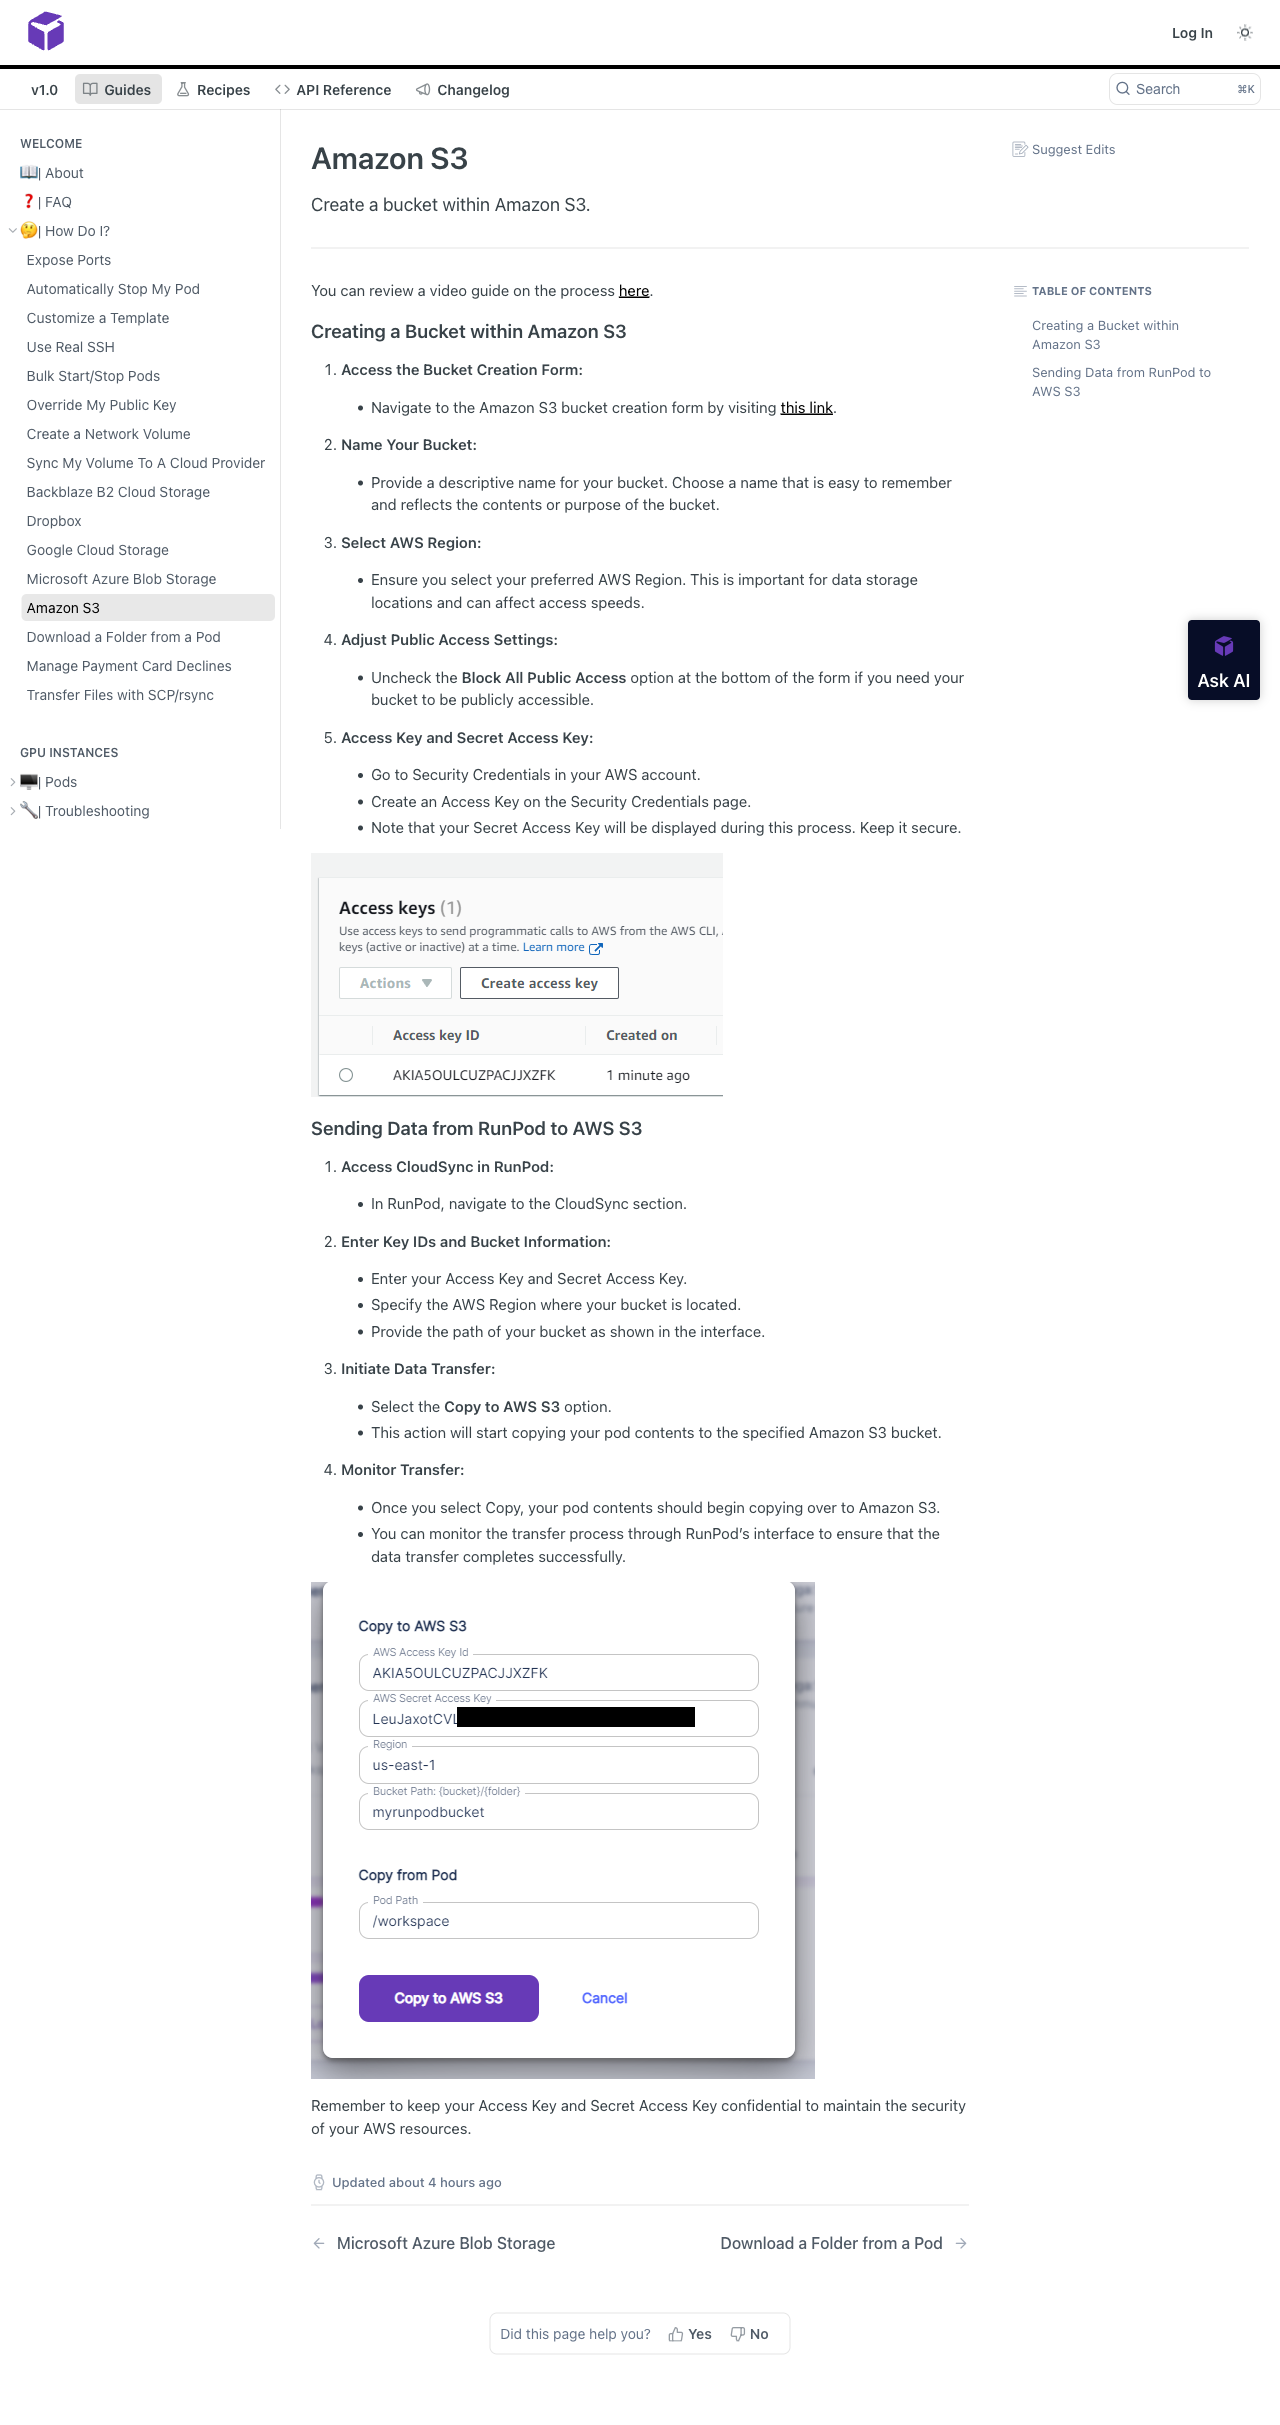 Log In
v1.0
Guides
Recipes
API Reference
Changelog
Search
⌘K
WELCOME
| About
| FAQ
| How Do I?
Expose Ports
Automatically Stop My Pod
Customize a Template
Use Real SSH
Bulk Start/Stop Pods
Override My Public Key
Create a Network Volume
Sync My Volume To A Cloud Provider
Backblaze B2 Cloud Storage
Dropbox
Google Cloud Storage
Microsoft Azure Blob Storage
Amazon S3
Download a Folder from a Pod
Manage Payment Card Declines
Transfer Files with SCP/rsync
GPU INSTANCES
| Pods
| Troubleshooting
Amazon S3
Create a bucket within Amazon S3.
Suggest Edits
You can review a video guide on the process here.
Creating a Bucket within Amazon S3
1. Access the Bucket Creation Form:
• Navigate to the Amazon S3 bucket creation form by visiting this link.
2. Name Your Bucket:
• Provide a descriptive name for your bucket. Choose a name that is easy to remember
and reflects the contents or purpose of the bucket.
3. Select AWS Region:
• Ensure you select your preferred AWS Region. This is important for data storage
locations and can affect access speeds.
4. Adjust Public Access Settings:
• Uncheck the Block All Public Access option at the bottom of the form if you need your
bucket to be publicly accessible.
5. Access Key and Secret Access Key:
• Go to Security Credentials in your AWS account.
• Create an Access Key on the Security Credentials page.
• Note that your Secret Access Key will be displayed during this process. Keep it secure.
Access keys (1)
Use access keys to send programmatic calls to AWS from the AWS CLI,
keys (active or inactive) at a time. Learn more
Actions
Create access key
Access key ID
Created on
AKIA5OULCUZPACJJXZFK
1 minute ago
Sending Data from RunPod to AWS S3
1. Access CloudSync in RunPod:
• In RunPod, navigate to the CloudSync section.
2. Enter Key IDs and Bucket Information:
• Enter your Access Key and Secret Access Key.
• Specify the AWS Region where your bucket is located.
• Provide the path of your bucket as shown in the interface.
3. Initiate Data Transfer:
• Select the Copy to AWS S3 option.
• This action will start copying your pod contents to the specified Amazon S3 bucket.
4. Monitor Transfer:
• Once you select Copy, your pod contents should begin copying over to Amazon S3.
• You can monitor the transfer process through RunPod’s interface to ensure that the
data transfer completes successfully.
Copy to AWS S3
AWS Access Key Id
AKIA5OULCUZPACJJXZFK
AWS Secret Access Key
LeuJaxotCVL
Region
us-east-1
Bucket Path: {bucket}/{folder}
myrunpodbucket
Copy from Pod
Pod Path
/workspace
Copy to AWS S3
Cancel
Remember to keep your Access Key and Secret Access Key confidential to maintain the security
of your AWS resources.
Updated about 4 hours ago
Microsoft Azure Blob Storage
Download a Folder from a Pod
Did this page help you?
Yes
No
TABLE OF CONTENTS
Creating a Bucket within
Amazon S3
Sending Data from RunPod to
AWS S3
Ask AI